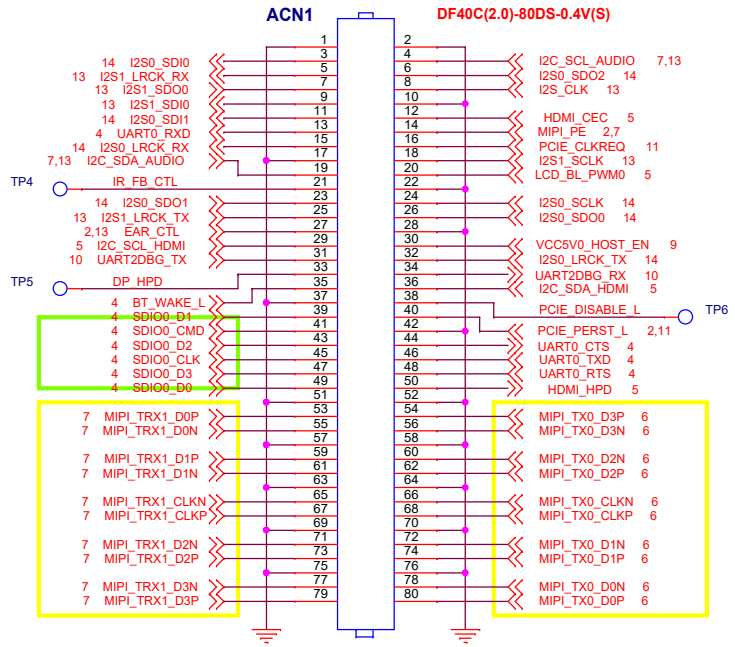 ACN1 DF40C(2.0)-80DS-0.4V(S)
1 2
14 I2S0_SDI0 3 4 I2C_SCL_AUDIO 7,13
13 I2S1_LRCK_RX 5 6 I2S0_SDO2 14
13 I2S1_SDO0 7 8 I2S_CLK 13
13 I2S1_SDI0 9 10
14 I2S0_SDI1 11 12 HDMI_CEC 5
4 UART0_RXD 13 14 MIPI_PE 2,7
14 I2S0_LRCK_RX 15 16 PCIE_CLKREQ 11
7,13 I2C_SDA_AUDIO 17 18 I2S1_SCLK 13
19 20 LCD_BL_PWM0 5
TP4 IR_FB_CTL 21 22
14 I2S0_SDO1 23 24 I2S0_SCLK 14
13 I2S1_LRCK_TX 25 26 I2S0_SDO0 14
2,13 EAR_CTL 27 28
5 I2C_SCL_HDMI 29 30 VCC5V0_HOST_EN 9
10 UART2DBG_TX 31 32 I2S0_LRCK_TX 14
33 34 UART2DBG_RX 10
TP5 DP_HPD 35 36 I2C_SDA_HDMI 5
4 BT_WAKE_L 37 38 PCIE_DISABLE_L TP6
4 SDIO0_D1 39 40
4 SDIO0_CMD 41 42 PCIE_PERST_L 2,11
4 SDIO0_D2 43 44 UART0_CTS 4
4 SDIO0_CLK 45 46 UART0_TXD 4
4 SDIO0_D3 47 48 UART0_RTS 4
4 SDIO0_D0 49 50 HDMI_HPD 5
51 52
7 MIPI_TRX1_D0P 53 54 MIPI_TX0_D3P 6
7 MIPI_TRX1_D0N 55 56 MIPI_TX0_D3N 6
57 58
7 MIPI_TRX1_D1P 59 60 MIPI_TX0_D2N 6
7 MIPI_TRX1_D1N 61 62 MIPI_TX0_D2P 6
63 64
7 MIPI_TRX1_CLKN 65 66 MIPI_TX0_CLKN 6
7 MIPI_TRX1_CLKP 67 68 MIPI_TX0_CLKP 6
69 70
7 MIPI_TRX1_D2N 71 72 MIPI_TX0_D1N 6
7 MIPI_TRX1_D2P 73 74 MIPI_TX0_D1P 6
75 76
7 MIPI_TRX1_D3N 77 78 MIPI_TX0_D0N 6
7 MIPI_TRX1_D3P 79 80 MIPI_TX0_D0P 6